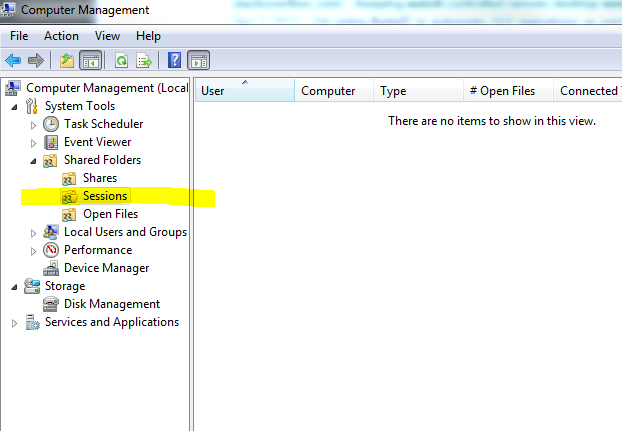 Computer Management
File Action View Help
Computer Management (Local
System Tools
Task Scheduler
Event Viewer
Shared Folders
Shares
Sessions
Open Files
Local Users and Groups
Performance
Device Manager
Storage
Disk Management
Services and Applications
User Computer Type # Open Files Connected
There are no items to show in this view.